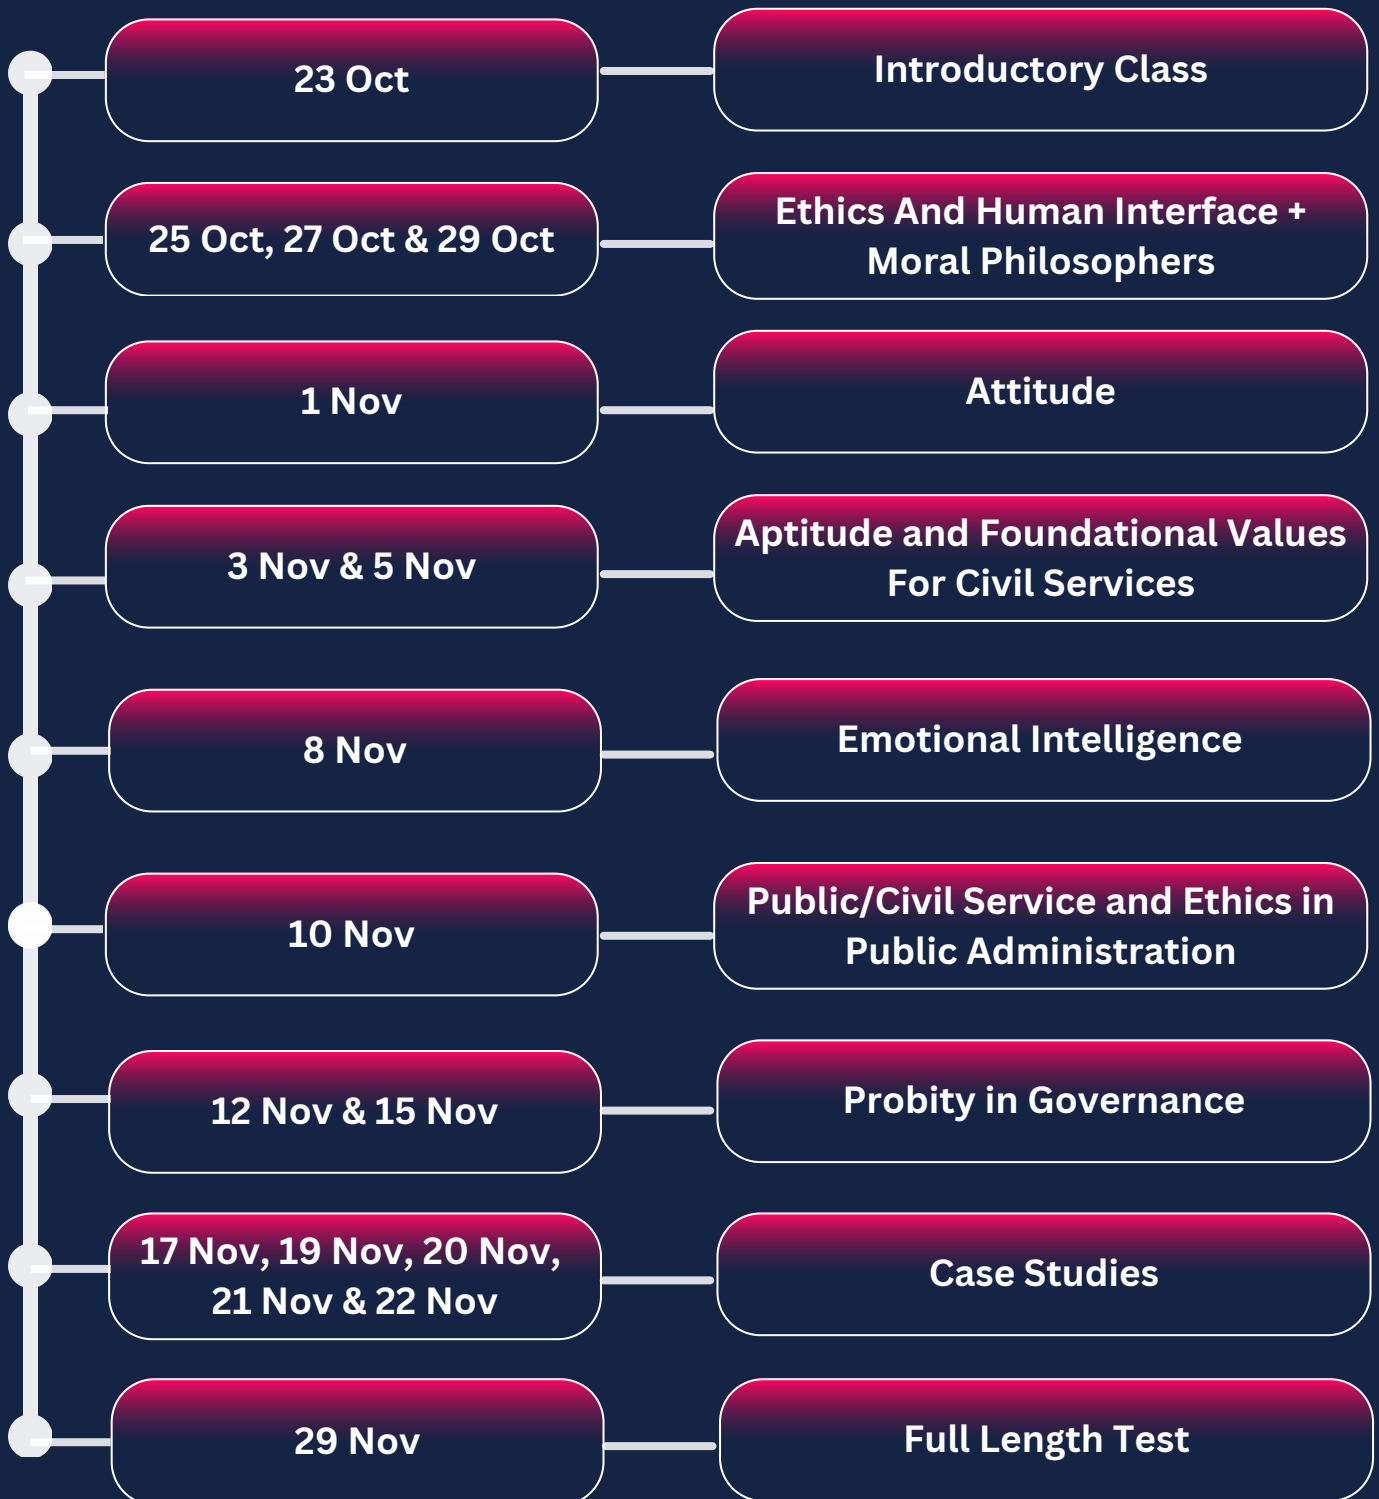 23 Oct
Introductory Class
25 Oct, 27 Oct & 29 Oct
Ethics And Human Interface +
Moral Philosophers
1 Nov
Attitude
3 Nov & 5 Nov
Aptitude and Foundational Values
For Civil Services
8 Nov
Emotional Intelligence
10 Nov
Public/Civil Service and Ethics in
Public Administration
12 Nov & 15 Nov
Probity in Governance
17 Nov, 19 Nov, 20 Nov,
21 Nov & 22 Nov
Case Studies
29 Nov
Full Length Test